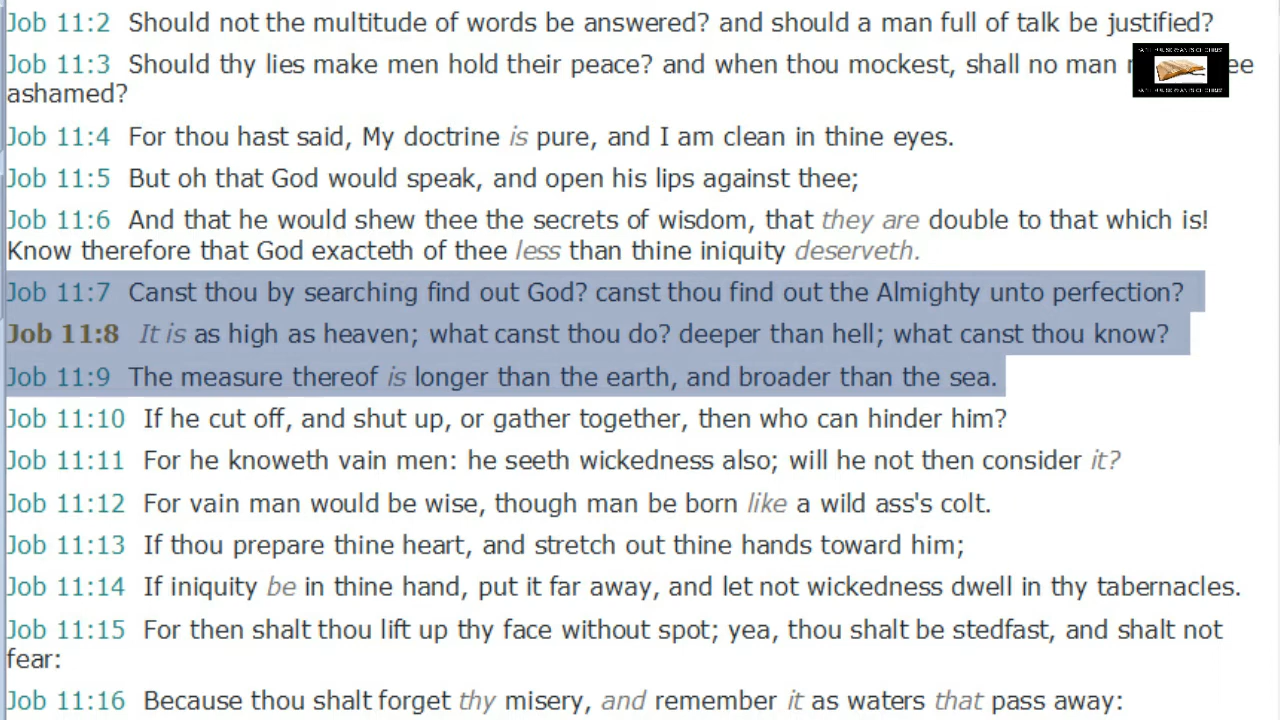 Job 11:2 Should not the multitude of words be answered? and should a man full of talk be justified?
Job 11:3 Should thy lies make men hold their peace? and when thou mockest, shall no man ee
ashamed?
Job 11:4 For thou hast said, My doctrine is pure, and I am clean in thine eyes.
Job 11:5 But oh that God would speak, and open his lips against thee;
Job 11:6 And that he would shew thee the secrets of wisdom, that they are double to that which is!
Know therefore that God exacteth of thee less than thine iniquity deserveth.
Job 11:7 Canst thou by searching find out God? canst thou find out the Almighty unto perfection?
Job 11:8 It is as high as heaven; what canst thou do? deeper than hell; what canst thou know?
Job 11:9 The measure thereof is longer than the earth, and broader than the sea.
Job 11:10 If he cut off, and shut up, or gather together, then who can hinder him?
Job 11:11 For he knoweth vain men: he seeth wickedness also; will he not then consider it?
Job 11:12 For vain man would be wise, though man be born like a wild ass's colt.
Job 11:13 If thou prepare thine heart, and stretch out thine hands toward him;
Job 11:14 If iniquity be in thine hand, put it far away, and let not wickedness dwell in thy tabernacles.
Job 11:15 For then shalt thou lift up thy face without spot; yea, thou shalt be stedfast, and shalt not
fear:
Job 11:16 Because thou shalt forget thy misery, and remember it as waters that pass away: